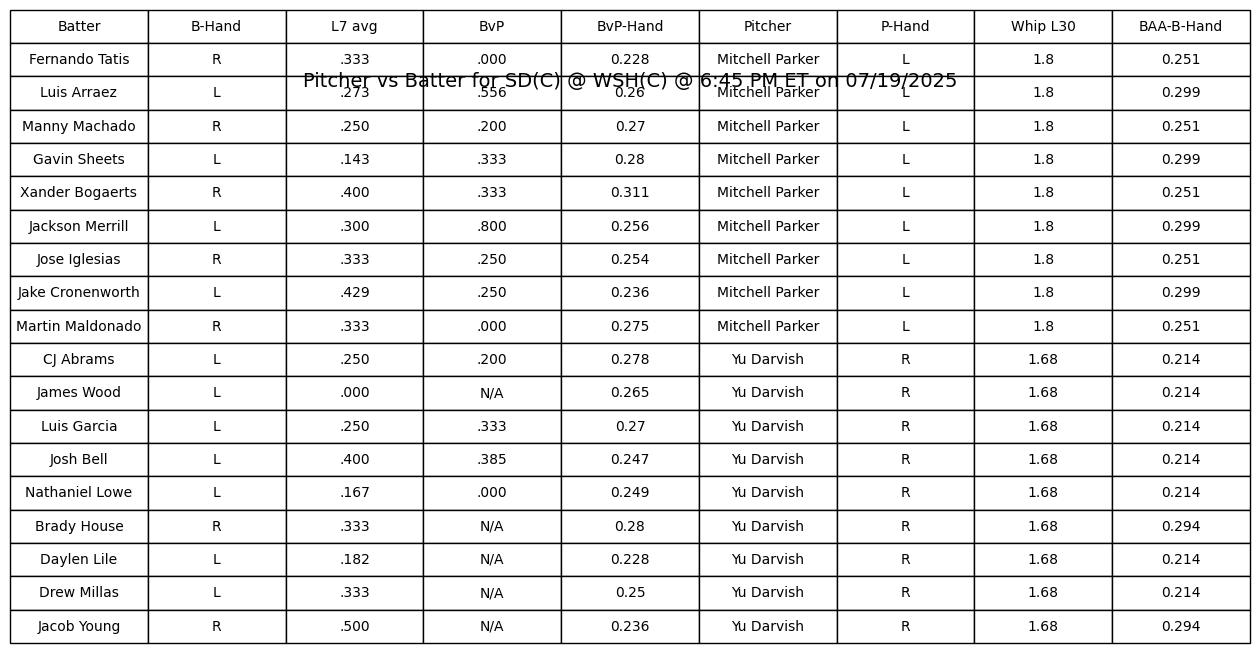 Batter B-Hand L7 avg BvP BvP-Hand Pitcher P-Hand Whip L30 BAA-B-Hand
Fernando Tatis R .333 .000 0.228 Mitchell Parker L 1.8 0.251
Pitcher vs Batter for SD(C) @ WSH(C) @ 6:45 PM ET on 07/19/2025
Luis Arraez L .273 .556 0.26 Mitchell Parker L 1.8 0.299
Manny Machado R .250 .200 0.27 Mitchell Parker L 1.8 0.251
Gavin Sheets L .143 .333 0.28 Mitchell Parker L 1.8 0.299
Xander Bogaerts R .400 .333 0.311 Mitchell Parker L 1.8 0.251
Jackson Merrill L .300 .800 0.256 Mitchell Parker L 1.8 0.299
Jose Iglesias R .333 .250 0.254 Mitchell Parker L 1.8 0.251
Jake Cronenworth L .429 .250 0.236 Mitchell Parker L 1.8 0.299
Martin Maldonado R .333 .000 0.275 Mitchell Parker L 1.8 0.251
CJ Abrams L .250 .200 0.278 Yu Darvish R 1.68 0.214
James Wood L .000 N/A 0.265 Yu Darvish R 1.68 0.214
Luis Garcia L .250 .333 0.27 Yu Darvish R 1.68 0.214
Josh Bell L .400 .385 0.247 Yu Darvish R 1.68 0.214
Nathaniel Lowe L .167 .000 0.249 Yu Darvish R 1.68 0.214
Brady House R .333 N/A 0.28 Yu Darvish R 1.68 0.294
Daylen Lile L .182 N/A 0.228 Yu Darvish R 1.68 0.214
Drew Millas L .333 N/A 0.25 Yu Darvish R 1.68 0.214
Jacob Young R .500 N/A 0.236 Yu Darvish R 1.68 0.294